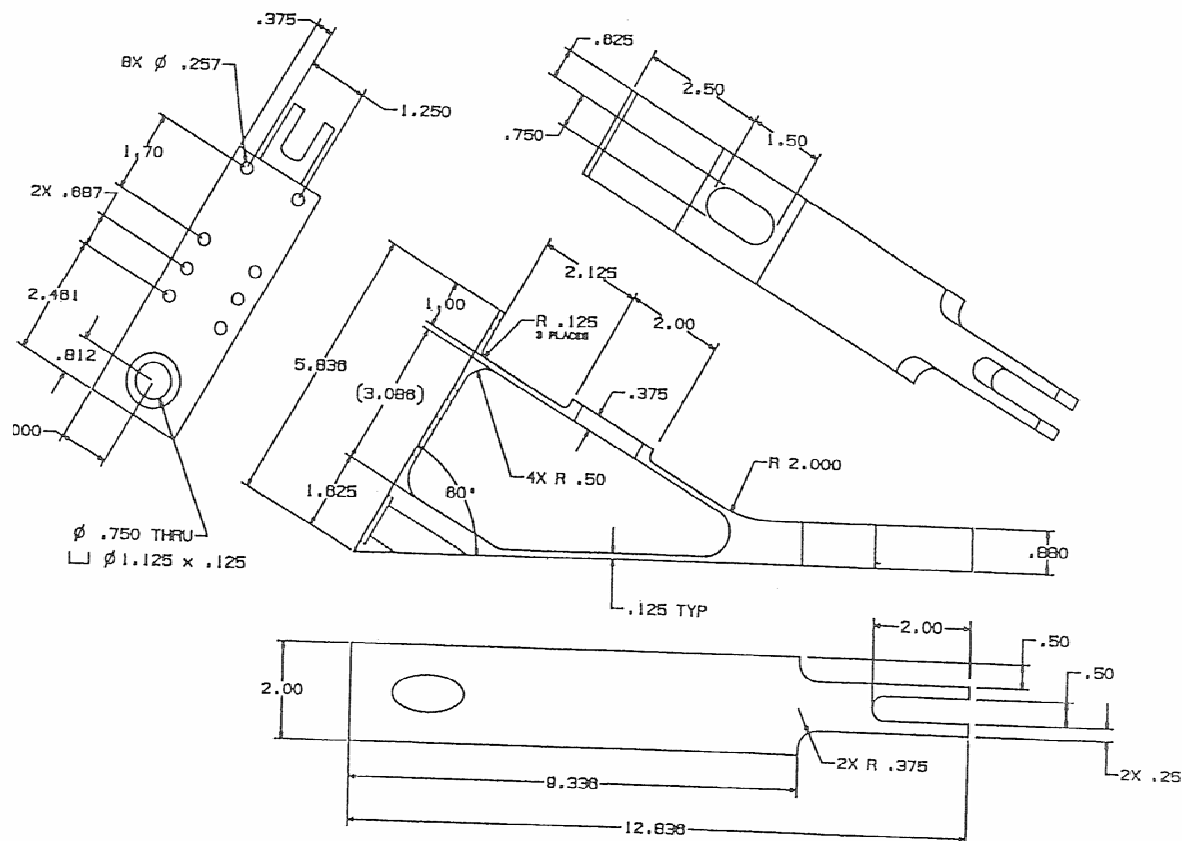 .375
8X Ø .257
1.250
1.70
2X .687
2.481
.812
000
Ø .750 THRU
⌴ Ø 1.125 x .125
.825
2.50
.750
1.50
2.125
1.00
R .125
3 PLACES
2.00
5.838
(3.088)
.375
4X R .50
R 2.000
1.825
60°
.880
.125 TYP
2.00
.50
.50
2.00
2X R .375
2X .25
9.338
12.838